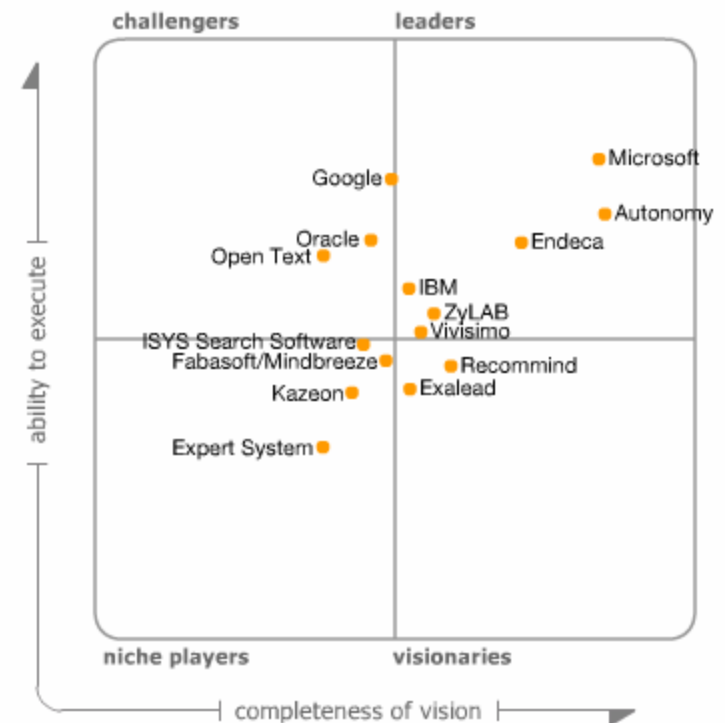 challengers
leaders
Microsoft
Google
Autonomy
Oracle
Endeca
Open Text
IBM
ZyLAB
Vivisimo
ISYS Search Software
Fabasoft/Mindbreeze
Recommind
Kazeon
Exalead
Expert System
ability to execute
niche players
visionaries
completeness of vision